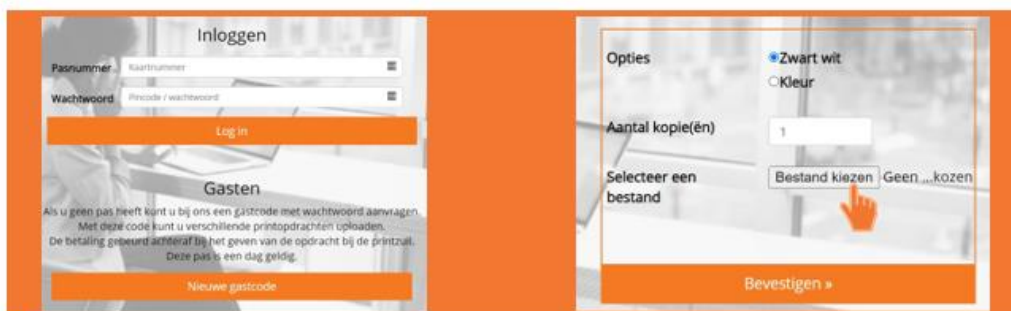 Inloggen
Pasnummer Kaartnummer
Wachtwoord Pincode / wachtwoord
Log in
Gasten
Als u geen pas heeft kunt u bij ons een gastcode met wachtwoord aanvragen.
Met deze code kunt u verschillende printopdrachten uploaden.
De betaling gebeurd achteraf bij het geven van de opdracht bij de printzuil.
Deze pas is een dag geldig.
Nieuwe gastcode
Opties Zwart wit
Kleur
Aantal kopie(ën) 1
Selecteer een Bestand kiezen Geen ...kozen
bestand
Bevestigen »